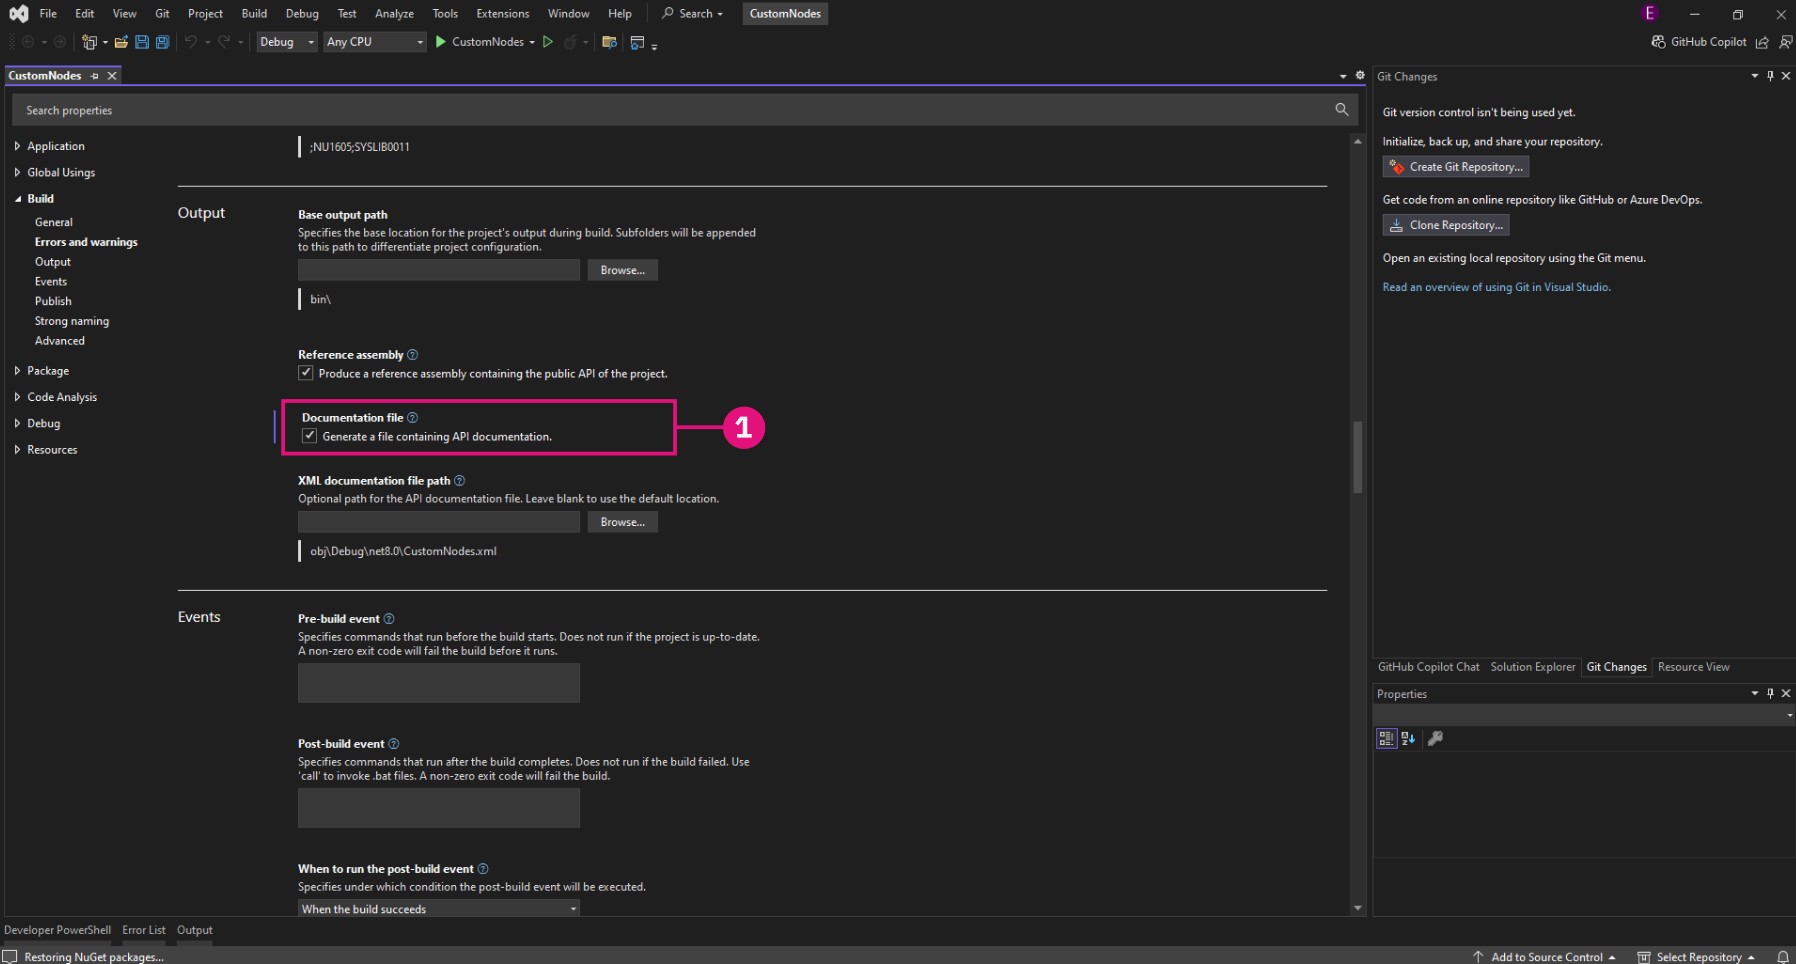 File Edit View Git Project Build Debug Test Analyze Tools Extensions Window Help Search CustomNodes E
Debug Any CPU CustomNodes GitHub Copilot
CustomNodes
Search properties
Application
Global Usings
Build
General
Errors and warnings
Output
Events
Publish
Strong naming
Advanced
Package
Code Analysis
Debug
Resources
;NU1605;SYSLIB0011
Output
Base output path
Specifies the base location for the project's output during build. Subfolders will be appended
to this path to differentiate project configuration.
Browse...
bin\
Reference assembly
Produce a reference assembly containing the public API of the project.
Documentation file
Generate a file containing API documentation.
1
XML documentation file path
Optional path for the API documentation file. Leave blank to use the default location.
Browse...
obj\Debug\net8.0\CustomNodes.xml
Events
Pre-build event
Specifies commands that run before the build starts. Does not run if the project is up-to-date.
A non-zero exit code will fail the build before it runs.
Post-build event
Specifies commands that run after the build completes. Does not run if the build failed. Use
'call' to invoke .bat files. A non-zero exit code will fail the build.
When to run the post-build event
Specifies under which condition the post-build event will be executed.
When the build succeeds
Git Changes
Git version control isn't being used yet.
Initialize, back up, and share your repository.
Create Git Repository...
Get code from an online repository like GitHub or Azure DevOps.
Clone Repository...
Open an existing local repository using the Git menu.
Read an overview of using Git in Visual Studio.
GitHub Copilot Chat Solution Explorer Git Changes Resource View
Properties
Developer PowerShell Error List Output
Restoring NuGet packages... Add to Source Control Select Repository